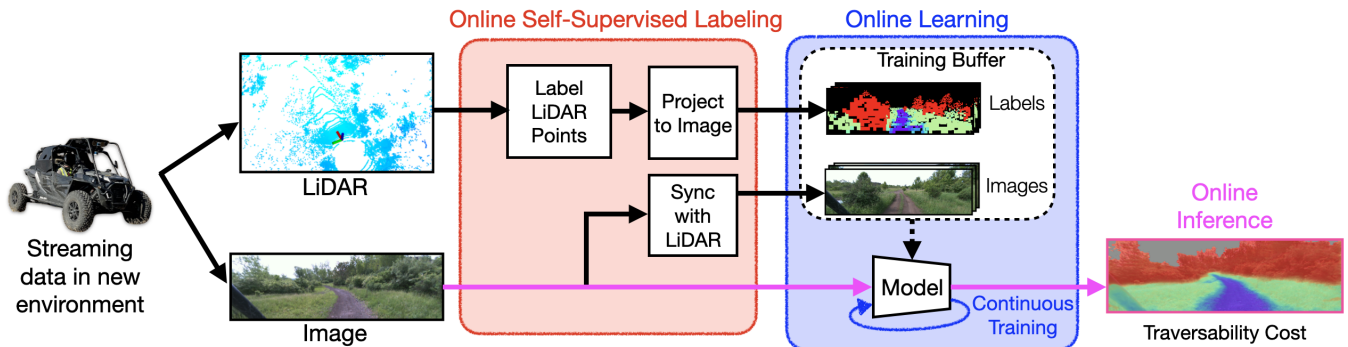 Online Self-Supervised Labeling
Online Learning
Training Buffer
Label
LiDAR
Points
Project
to Image
Labels
LiDAR
Sync
with
LiDAR
Images
Online
Inference
Streaming
data in new
environment
Image
Model
Continuous
Training
Traversability Cost